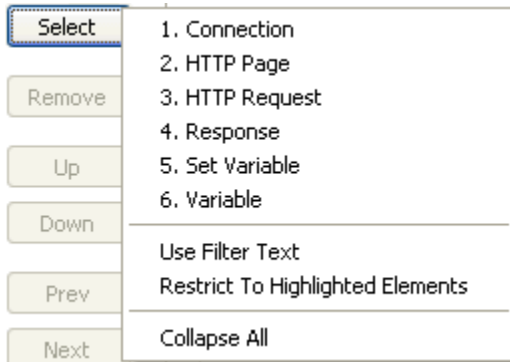 Select
Remove
Up
Down
Prev
Next
1. Connection
2. HTTP Page
3. HTTP Request
4. Response
5. Set Variable
6. Variable
Use Filter Text
Restrict To Highlighted Elements
Collapse All